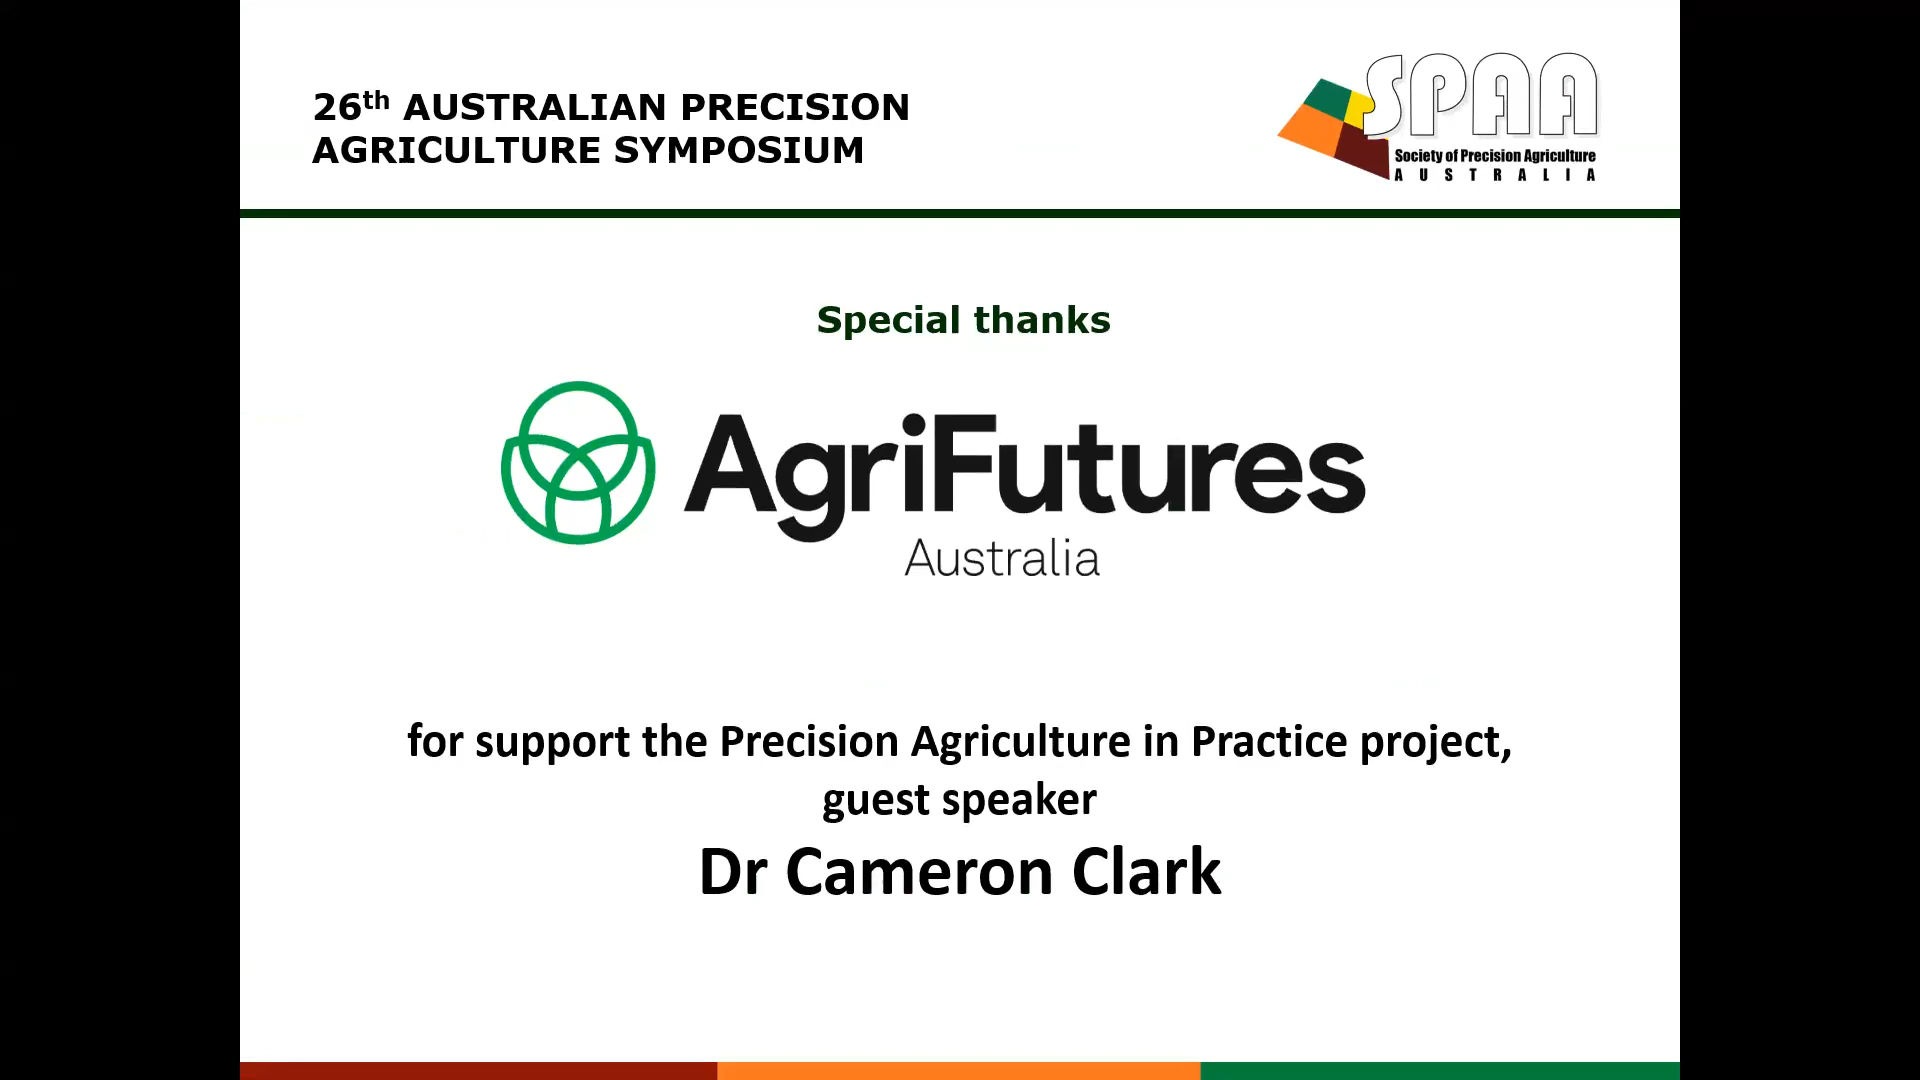 26th AUSTRALIAN PRECISION
AGRICULTURE SYMPOSIUM
SPAA
Society of Precision Agriculture
AUSTRALIA
Special thanks
AgriFutures
Australia
for support the Precision Agriculture in Practice project,
guest speaker
Dr Cameron Clark